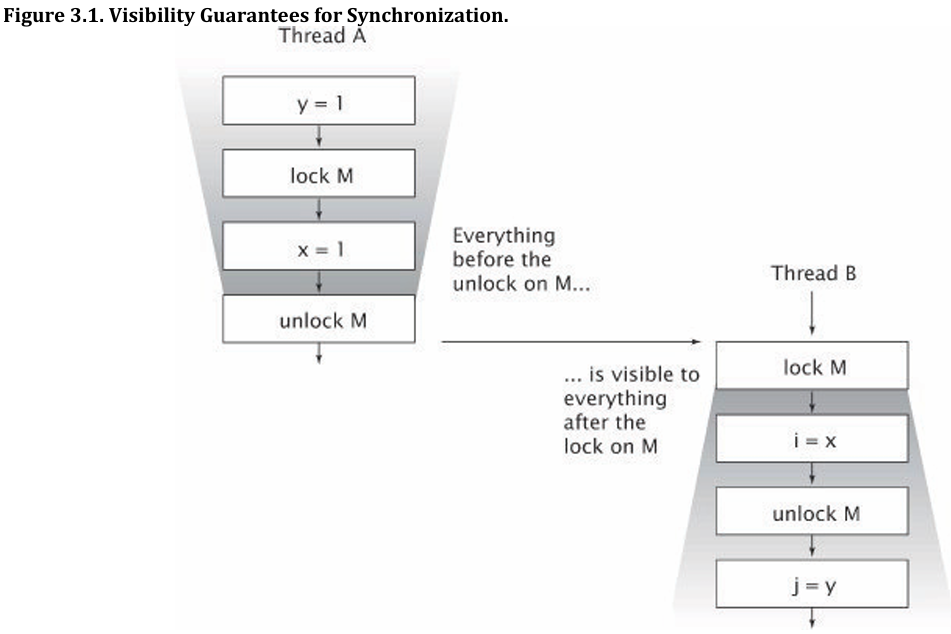 Figure 3.1. Visibility Guarantees for Synchronization.
Thread A
y = 1
lock M
x = 1
unlock M
Everything
before the
unlock on M...
Thread B
... is visible to
everything
after the
lock on M
lock M
i = x
unlock M
j = y